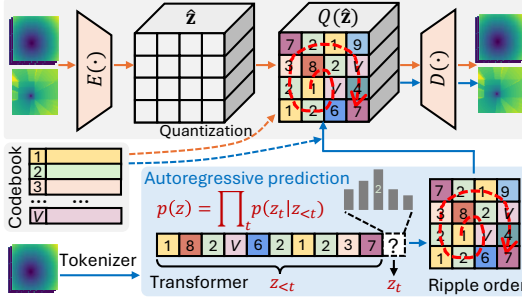 ẑ
Q(ẑ)
E(·)
D(·)
7 2 1 9
3 8 2 V
2 1 V 4
1 2 6 7
Quantization
Codebook
1
2
3
... ...
V
Autoregressive prediction
p(z) = ∏_t p(z_t|z_{<t})
2
Tokenizer
1 8 2 V 6 2 1 2 3 7 ?
Transformer
z_{<t}
z_t
7 2 1 9
3 8 2 V
2 1 V 4
1 2 6 7
Ripple order